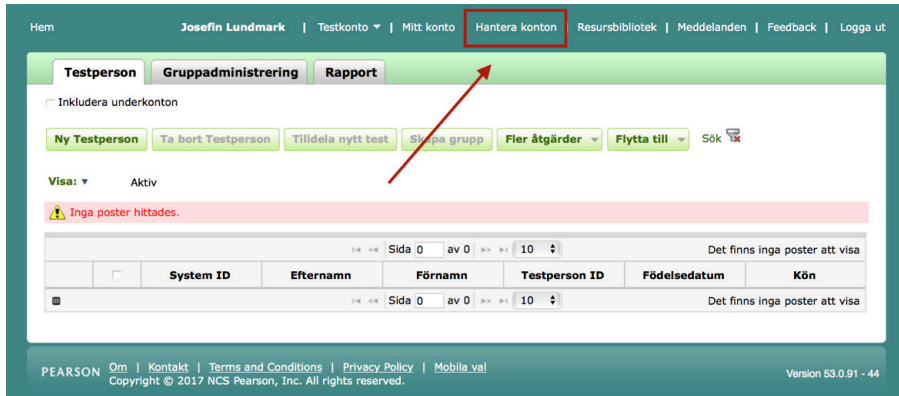 Hem Josefin Lundmark | Testkonto ▼ | Mitt konto Hantera konton | Resursbibliotek | Meddelanden | Feedback | Logga ut
Testperson Gruppadministrering Rapport
Inkludera underkonton
Ny Testperson Ta bort Testperson Tilldela nytt test Skapa grupp Fler åtgärder Flytta till Sök
Visa: ▼ Aktiv
Inga poster hittades.
Sida 0 av 0 10 Det finns inga poster att visa
System ID Efternamn Förnamn Testperson ID Födelsedatum Kön
Sida 0 av 0 10 Det finns inga poster att visa
PEARSON Om | Kontakt | Terms and Conditions | Privacy Policy | Mobila val
Copyright © 2017 NCS Pearson, Inc. All rights reserved.
Version 53.0.91 - 44